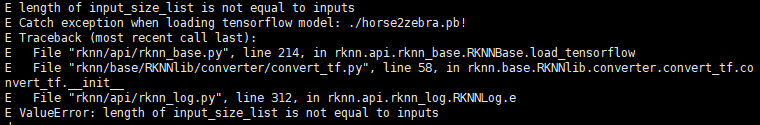 E length of input_size_list is not equal to inputs
E Catch exception when loading tensorflow model: ./horse2zebra.pb!
E Traceback (most recent call last):
E   File "rknn/api/rknn_base.py", line 214, in rknn.api.rknn_base.RKNNBase.load_tensorflow
E   File "rknn/base/RKNNlib/converter/convert_tf.py", line 58, in rknn.base.RKNNlib.converter.convert_tf.co
nvert_tf.__init__
E   File "rknn/api/rknn_log.py", line 312, in rknn.api.rknn_log.RKNNLog.e
E ValueError: length of input_size_list is not equal to inputs